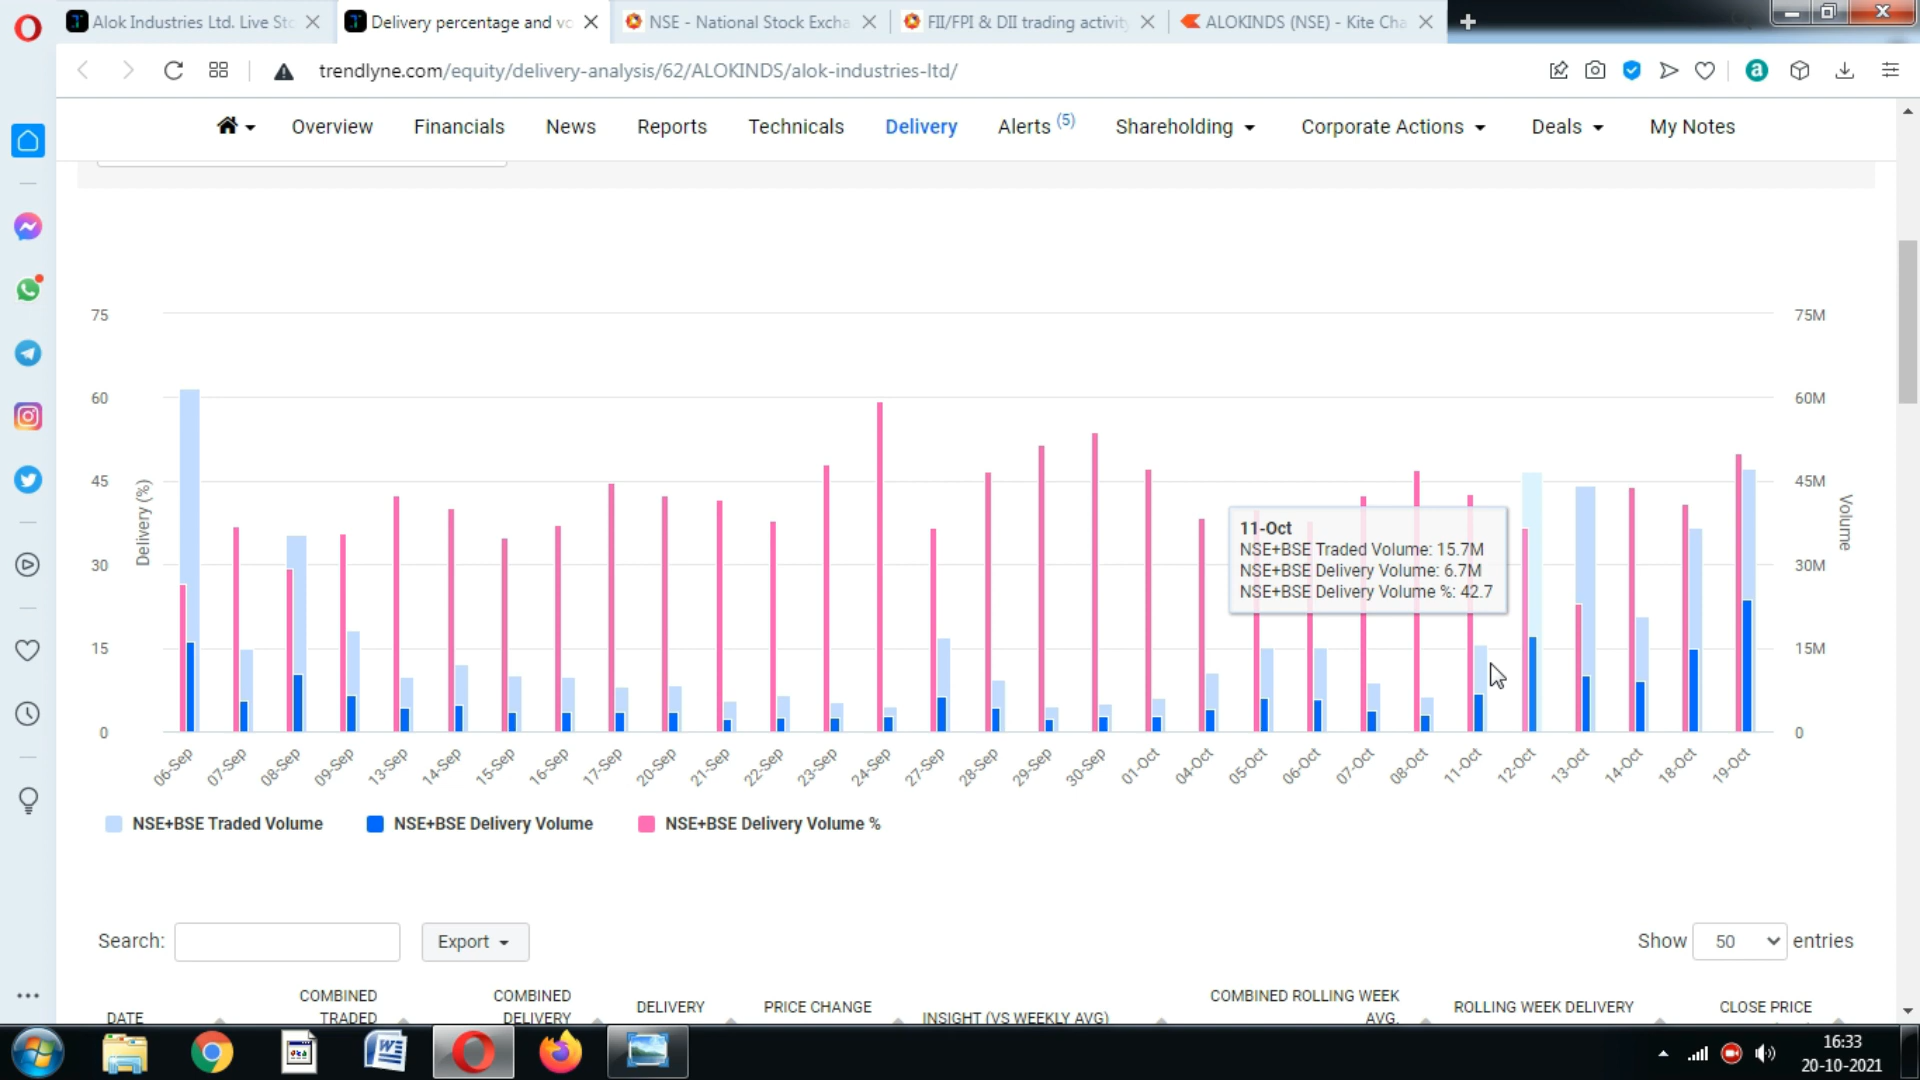 Alok Industries Ltd. Live Sto
Delivery percentage and vo
NSE - National Stock Excha
FII/FPI & DII trading activity
ALOKINDS (NSE) - Kite Cha
trendlyne.com/equity/delivery-analysis/62/ALOKINDS/alok-industries-ltd/
Overview
Financials
News
Reports
Technicals
Delivery
Alerts (5)
Shareholding
Corporate Actions
Deals
My Notes
75
60
45
30
15
0
Delivery (%)
75M
60M
45M
30M
15M
0
Volume
11-Oct
NSE+BSE Traded Volume: 15.7M
NSE+BSE Delivery Volume: 6.7M
NSE+BSE Delivery Volume %: 42.7
06-Sep
07-Sep
08-Sep
09-Sep
13-Sep
14-Sep
15-Sep
16-Sep
17-Sep
20-Sep
21-Sep
22-Sep
23-Sep
24-Sep
27-Sep
28-Sep
29-Sep
30-Sep
01-Oct
04-Oct
05-Oct
06-Oct
07-Oct
08-Oct
11-Oct
12-Oct
13-Oct
14-Oct
18-Oct
19-Oct
NSE+BSE Traded Volume
NSE+BSE Delivery Volume
NSE+BSE Delivery Volume %
Search:
Export
Show 50 entries
DATE
COMBINED
TRADED
COMBINED
DELIVERY
DELIVERY
PRICE CHANGE
INSIGHT (VS WEEKLY AVG)
COMBINED ROLLING WEEK
AVG.
ROLLING WEEK DELIVERY
CLOSE PRICE
16:33
20-10-2021